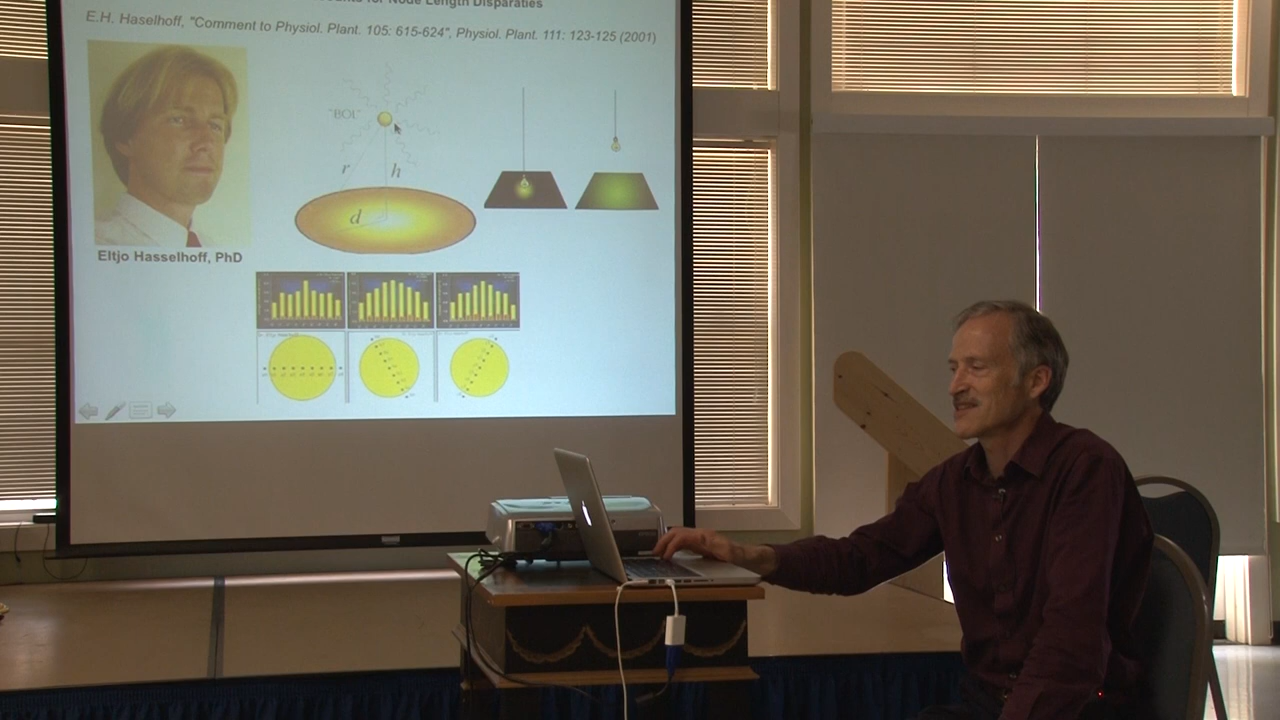 unts for Node Length Disparaties
E.H. Haselhoff, "Comment to Physiol. Plant. 105: 615-624", Physiol. Plant. 111: 123-125 (2001)
"BOL"
r
h
d
Eltjo Hasselhoff, PhD